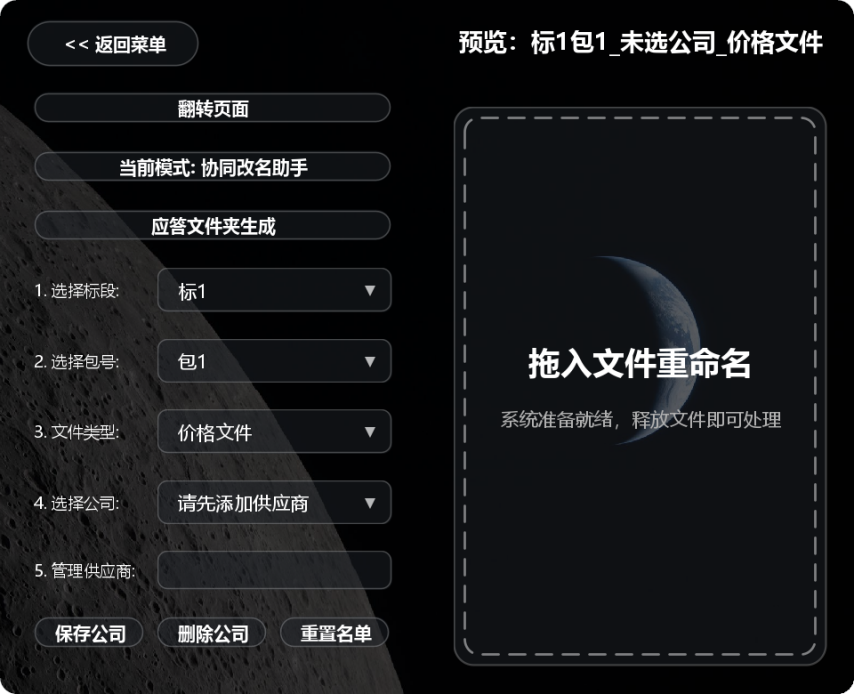 << 返回菜单
预览：标1包1_未选公司_价格文件
翻转页面
当前模式: 协同改名助手
应答文件夹生成
1. 选择标段:
标1
2. 选择包号:
包1
3. 文件类型:
价格文件
4. 选择公司:
请先添加供应商
5. 管理供应商:
保存公司
删除公司
重置名单
拖入文件重命名
系统准备就绪，释放文件即可处理